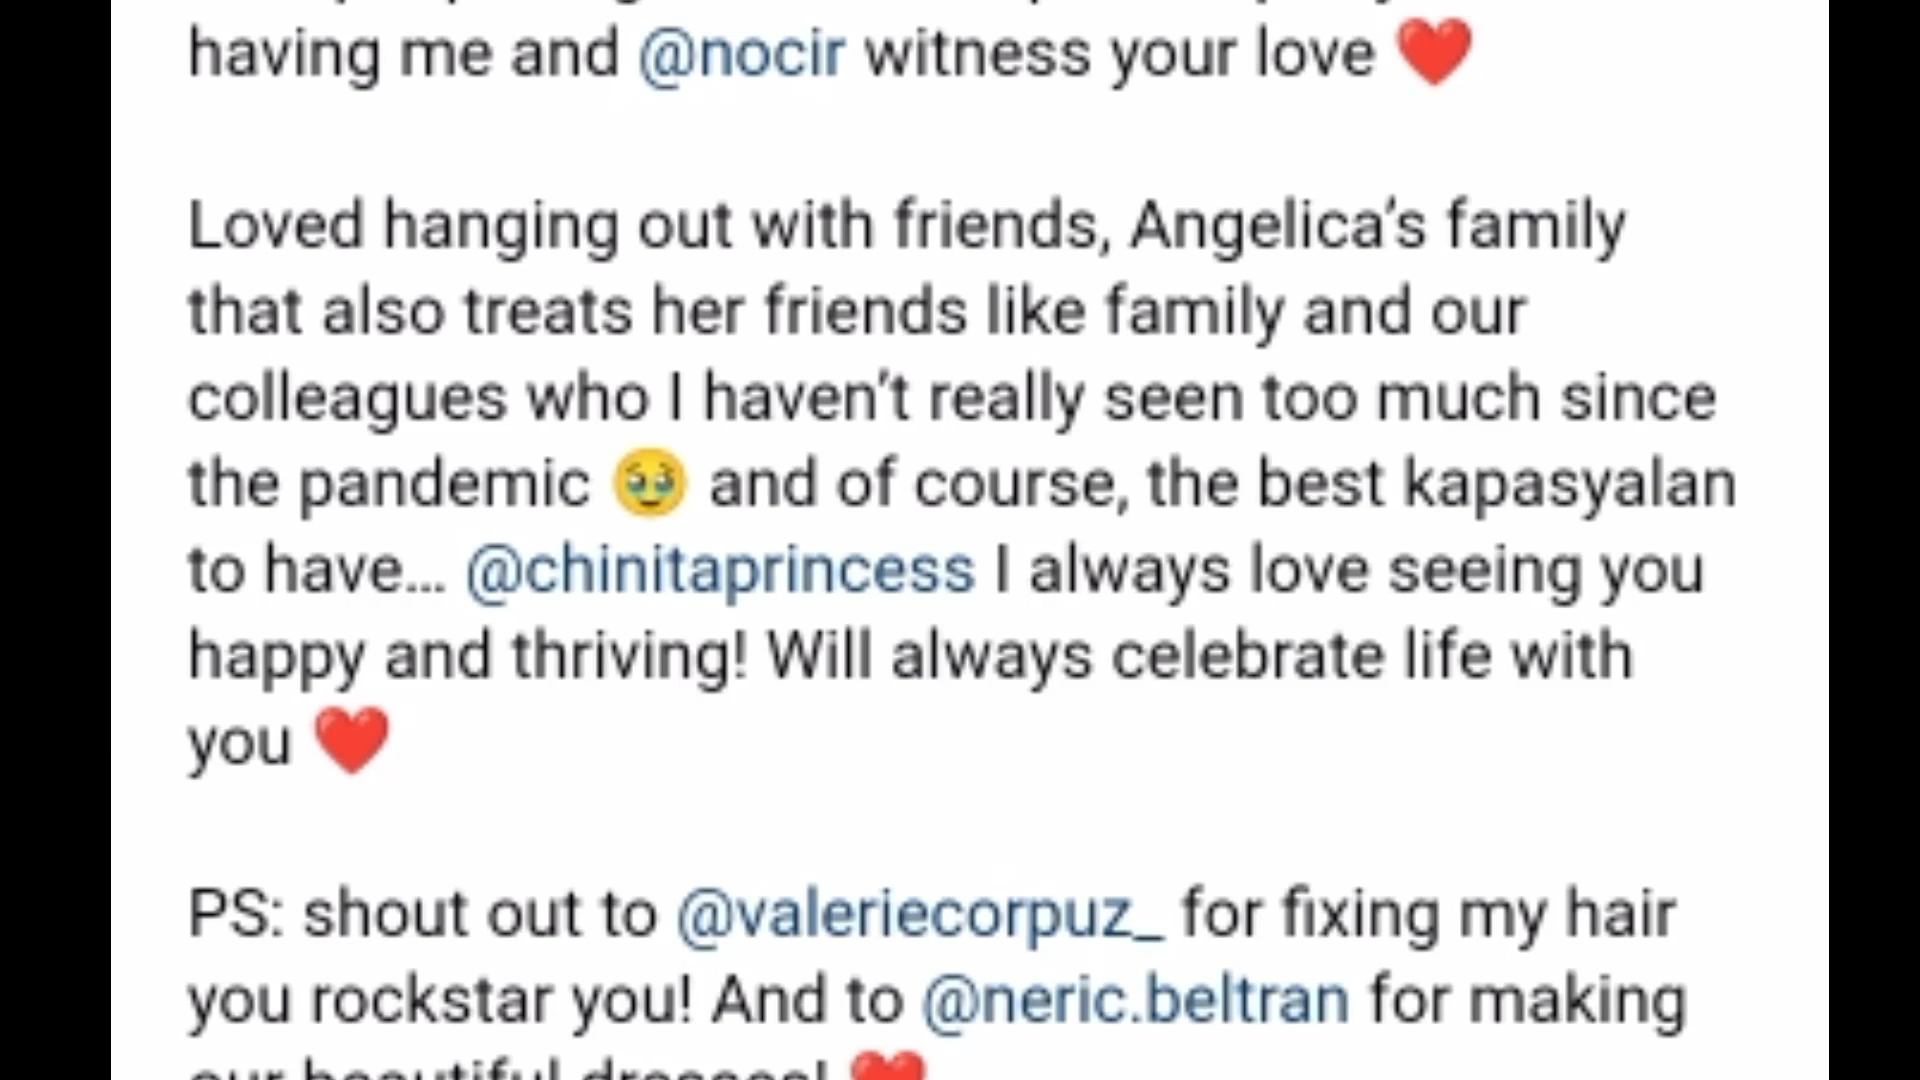 having me and @nocir witness your love ❤️
Loved hanging out with friends, Angelica’s family
that also treats her friends like family and our
colleagues who I haven’t really seen too much since
the pandemic 🥹 and of course, the best kapasyalan
to have... @chinitaprincess I always love seeing you
happy and thriving! Will always celebrate life with
you ❤️
PS: shout out to @valeriecorpuz_ for fixing my hair
you rockstar you! And to @neric.beltran for making
our beautiful dresses! ❤️